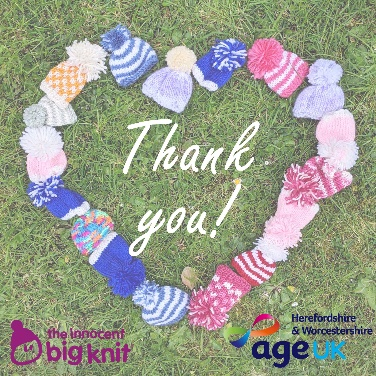 Thank
you!
the innocent
big knit
Herefordshire
& Worcestershire
age UK